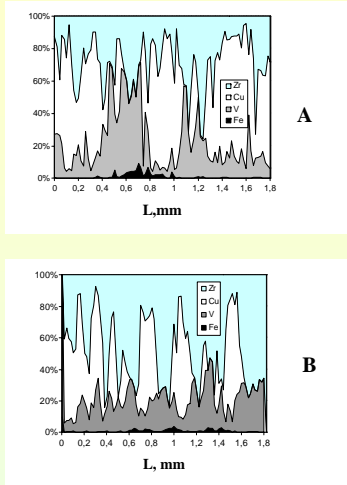 100%
80%
60%
40%
20%
0%
Zr
Cu
V
Fe
0 0,2 0,4 0,6 0,8 1 1,2 1,4 1,6 1,8
L,mm
A
100%
80%
60%
40%
20%
0%
Zr
Cu
V
Fe
0 0,2 0,4 0,6 0,8 1 1,2 1,4 1,6 1,8
L, mm
B